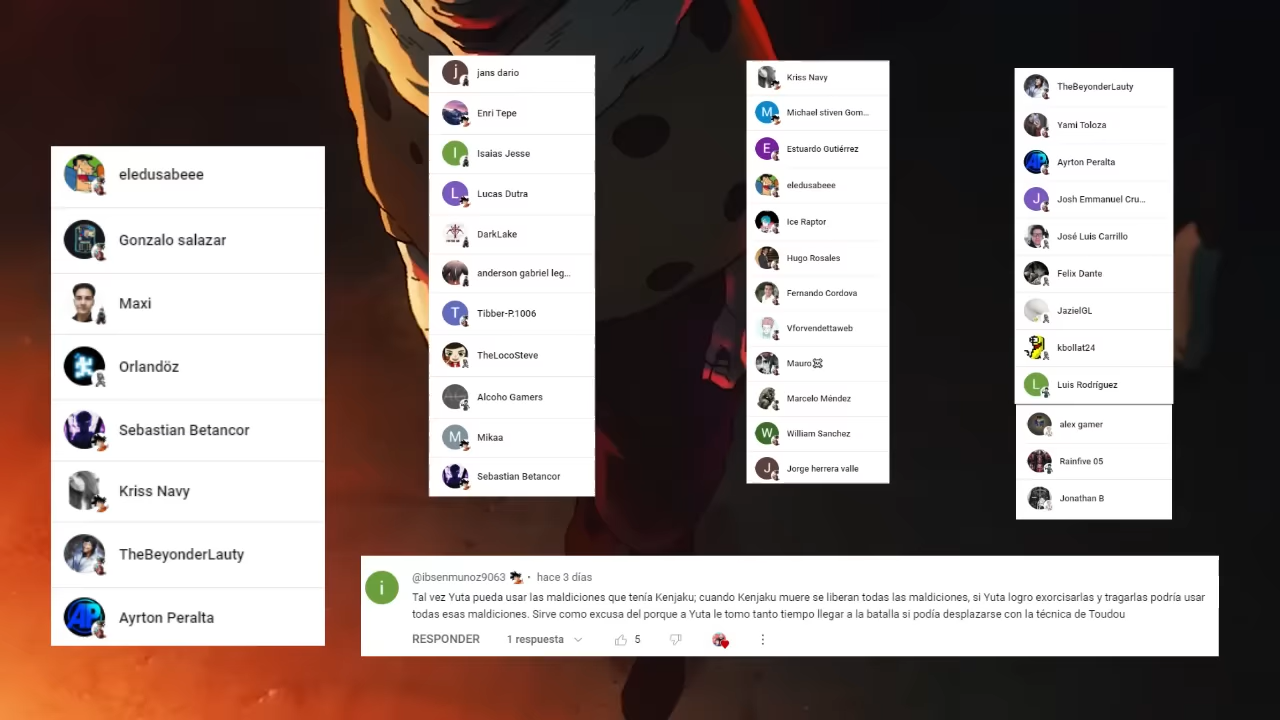 eledusabeee
Gonzalo salazar
Maxi
Orlandöz
Sebastian Betancor
Kriss Navy
TheBeyonderLauty
AP
Ayrton Peralta
j
jans dario
Enri Tepe
I
Isaias Jesse
L
Lucas Dutra
DarkLake
anderson gabriel leg...
T
Tibber-P.1006
TheLocoSteve
Alcoho Gamers
M
Mikaa
Sebastian Betancor
Kriss Navy
M
Michael stiven Gom...
E
Estuardo Gutiérrez
eledusabeee
Ice Raptor
Hugo Rosales
Fernando Cordova
Vforvendettaweb
Mauro☠
Marcelo Méndez
W
William Sanchez
J
Jorge herrera valle
TheBeyonderLauty
Yami Toloza
AP
Ayrton Peralta
J
Josh Emmanuel Cru...
José Luis Carrillo
Felix Dante
JazielGL
kbollat24
L
Luis Rodríguez
alex gamer
Rainfive 05
Jonathan B
i
@ibsenmunoz9063 • hace 3 días
Tal vez Yuta pueda usar las maldiciones que tenía Kenjaku; cuando Kenjaku muere se liberan todas las maldiciones, si Yuta logro exorcisarlas y tragarlas podría usar
todas esas maldiciones. Sirve como excusa del porque a Yuta le tomo tanto tiempo llegar a la batalla si podía desplazarse con la técnica de Toudou
RESPONDER 1 respuesta 5